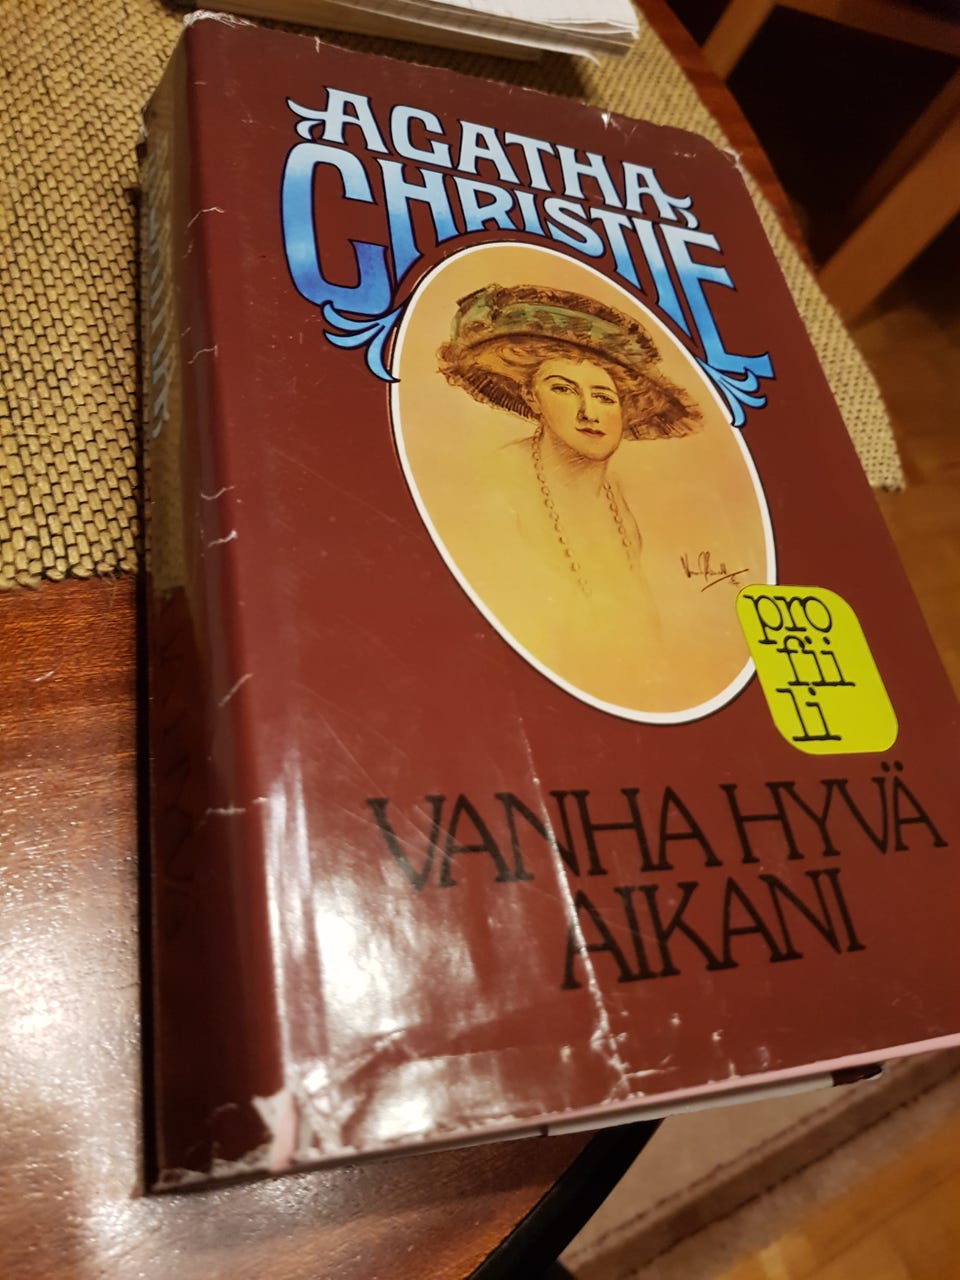 AGATHA
CHRISTIE
pro
fii
li
VANHA HYVÄ
AIKANI